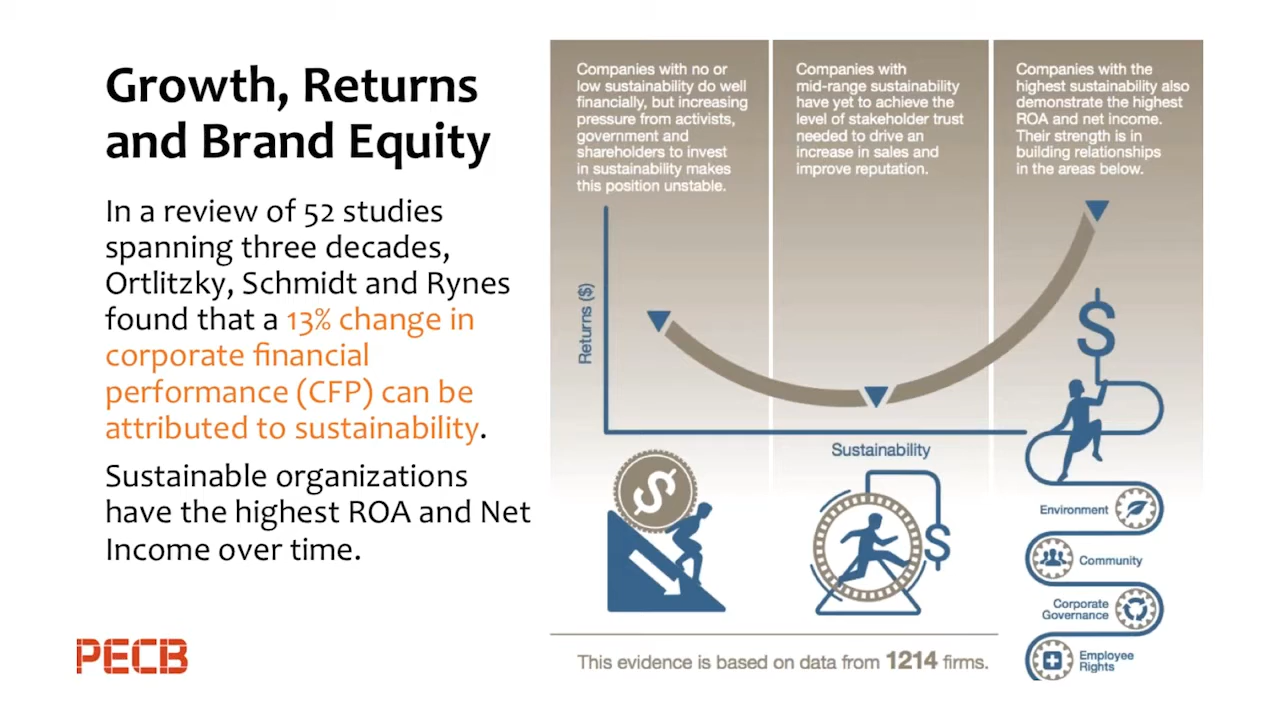 Growth, Returns
and Brand Equity
In a review of 52 studies
spanning three decades,
Ortlitzky, Schmidt and Rynes
found that a 13% change in
corporate financial
performance (CFP) can be
attributed to sustainability.
Sustainable organizations
have the highest ROA and Net
Income over time.
PECB
Companies with no or
low sustainability do well
financially, but increasing
pressure from activists,
government and
shareholders to invest
in sustainability makes
this position unstable.
Companies with
mid-range sustainability
have yet to achieve the
level of stakeholder trust
needed to drive an
increase in sales and
improve reputation.
Companies with the
highest sustainability also
demonstrate the highest
ROA and net income.
Their strength is in
building relationships
in the areas below.
Returns ($)
Sustainability
$
$
$
Environment
Community
Corporate
Governance
Employee
Rights
This evidence is based on data from 1214 firms.